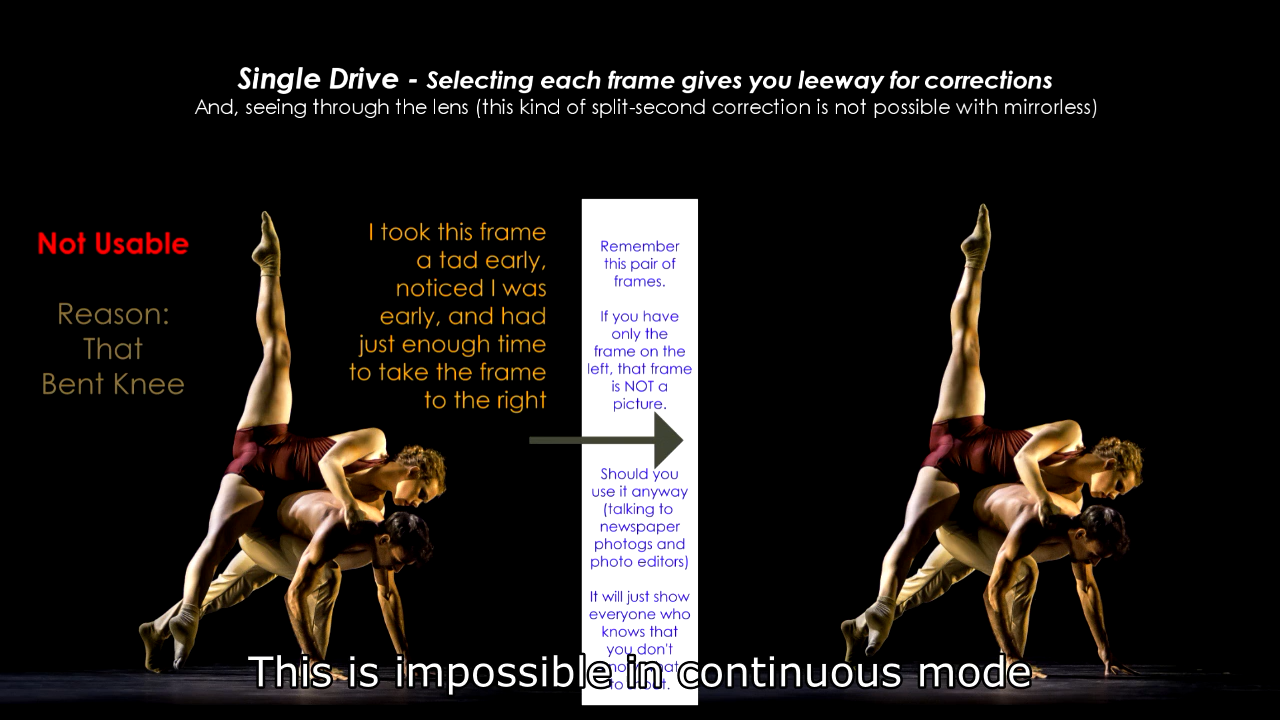 Single Drive - Selecting each frame gives you leeway for corrections
And, seeing through the lens (this kind of split-second correction is not possible with mirrorless)
Not Usable
Reason:
That
Bent Knee
I took this frame
a tad early,
noticed I was
early, and had
just enough time
to take the frame
to the right
Remember
this pair of
frames.
If you have
only the
frame on the
left, that frame
is NOT a
picture.
Should you
use it anyway
(talking to
newspaper
photogs and
photo editors)
It will just show
everyone who
knows that
you don't
This is impossible in continuous mode